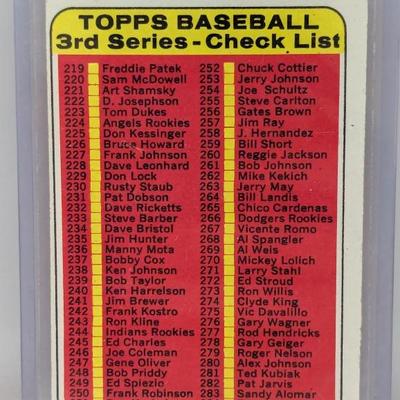 TOPPS BASEBALL
3rd Series - Check List
219 Freddie Patek
220 Sam McDowell
221 Art Shamsky
222 D. Josephson
223 Tom Dukes
224 Angels Rookies
225 Don Kessinger
226 Bruce Howard
227 Frank Johnson
228 Dave Leonhard
229 Don Lock
230 Rusty Staub
231 Pat Dobson
232 Dave Ricketts
233 Steve Barber
234 Dave Bristol
235 Jim Hunter
236 Manny Mota
237 Bobby Cox
238 Ken Johnson
239 Bob Taylor
240 Ken Harrelson
241 Jim Brewer
242 Frank Kostro
243 Ron Kline
244 Indians Rookies
245 Ed Charles
246 Joe Coleman
247 Gene Oliver
248 Bob Priddy
249 Ed Spiezio
250 Frank Robinson
252 Chuck Cottier
253 Jerry Johnson
254 Joe Schultz
255 Steve Carlton
256 Gates Brown
257 Jim Ray
258 J. Hernandez
259 Bill Short
260 Reggie Jackson
261 Bob Johnson
262 Mike Kekich
263 Jerry May
264 Bill Landis
265 Chico Cardenas
266 Dodgers Rookies
267 Vicente Romo
268 Al Spangler
269 Al Weis
270 Mickey Lolich
271 Larry Stahl
272 Ed Stroud
273 Ron Willis
274 Clyde King
275 Vic Davalillo
276 Gary Wagner
277 Rod Hendricks
278 Gary Geiger
279 Roger Nelson
280 Alex Johnson
281 Ted Kubiak
282 Pat Jarvis
283 Sandy Alomar